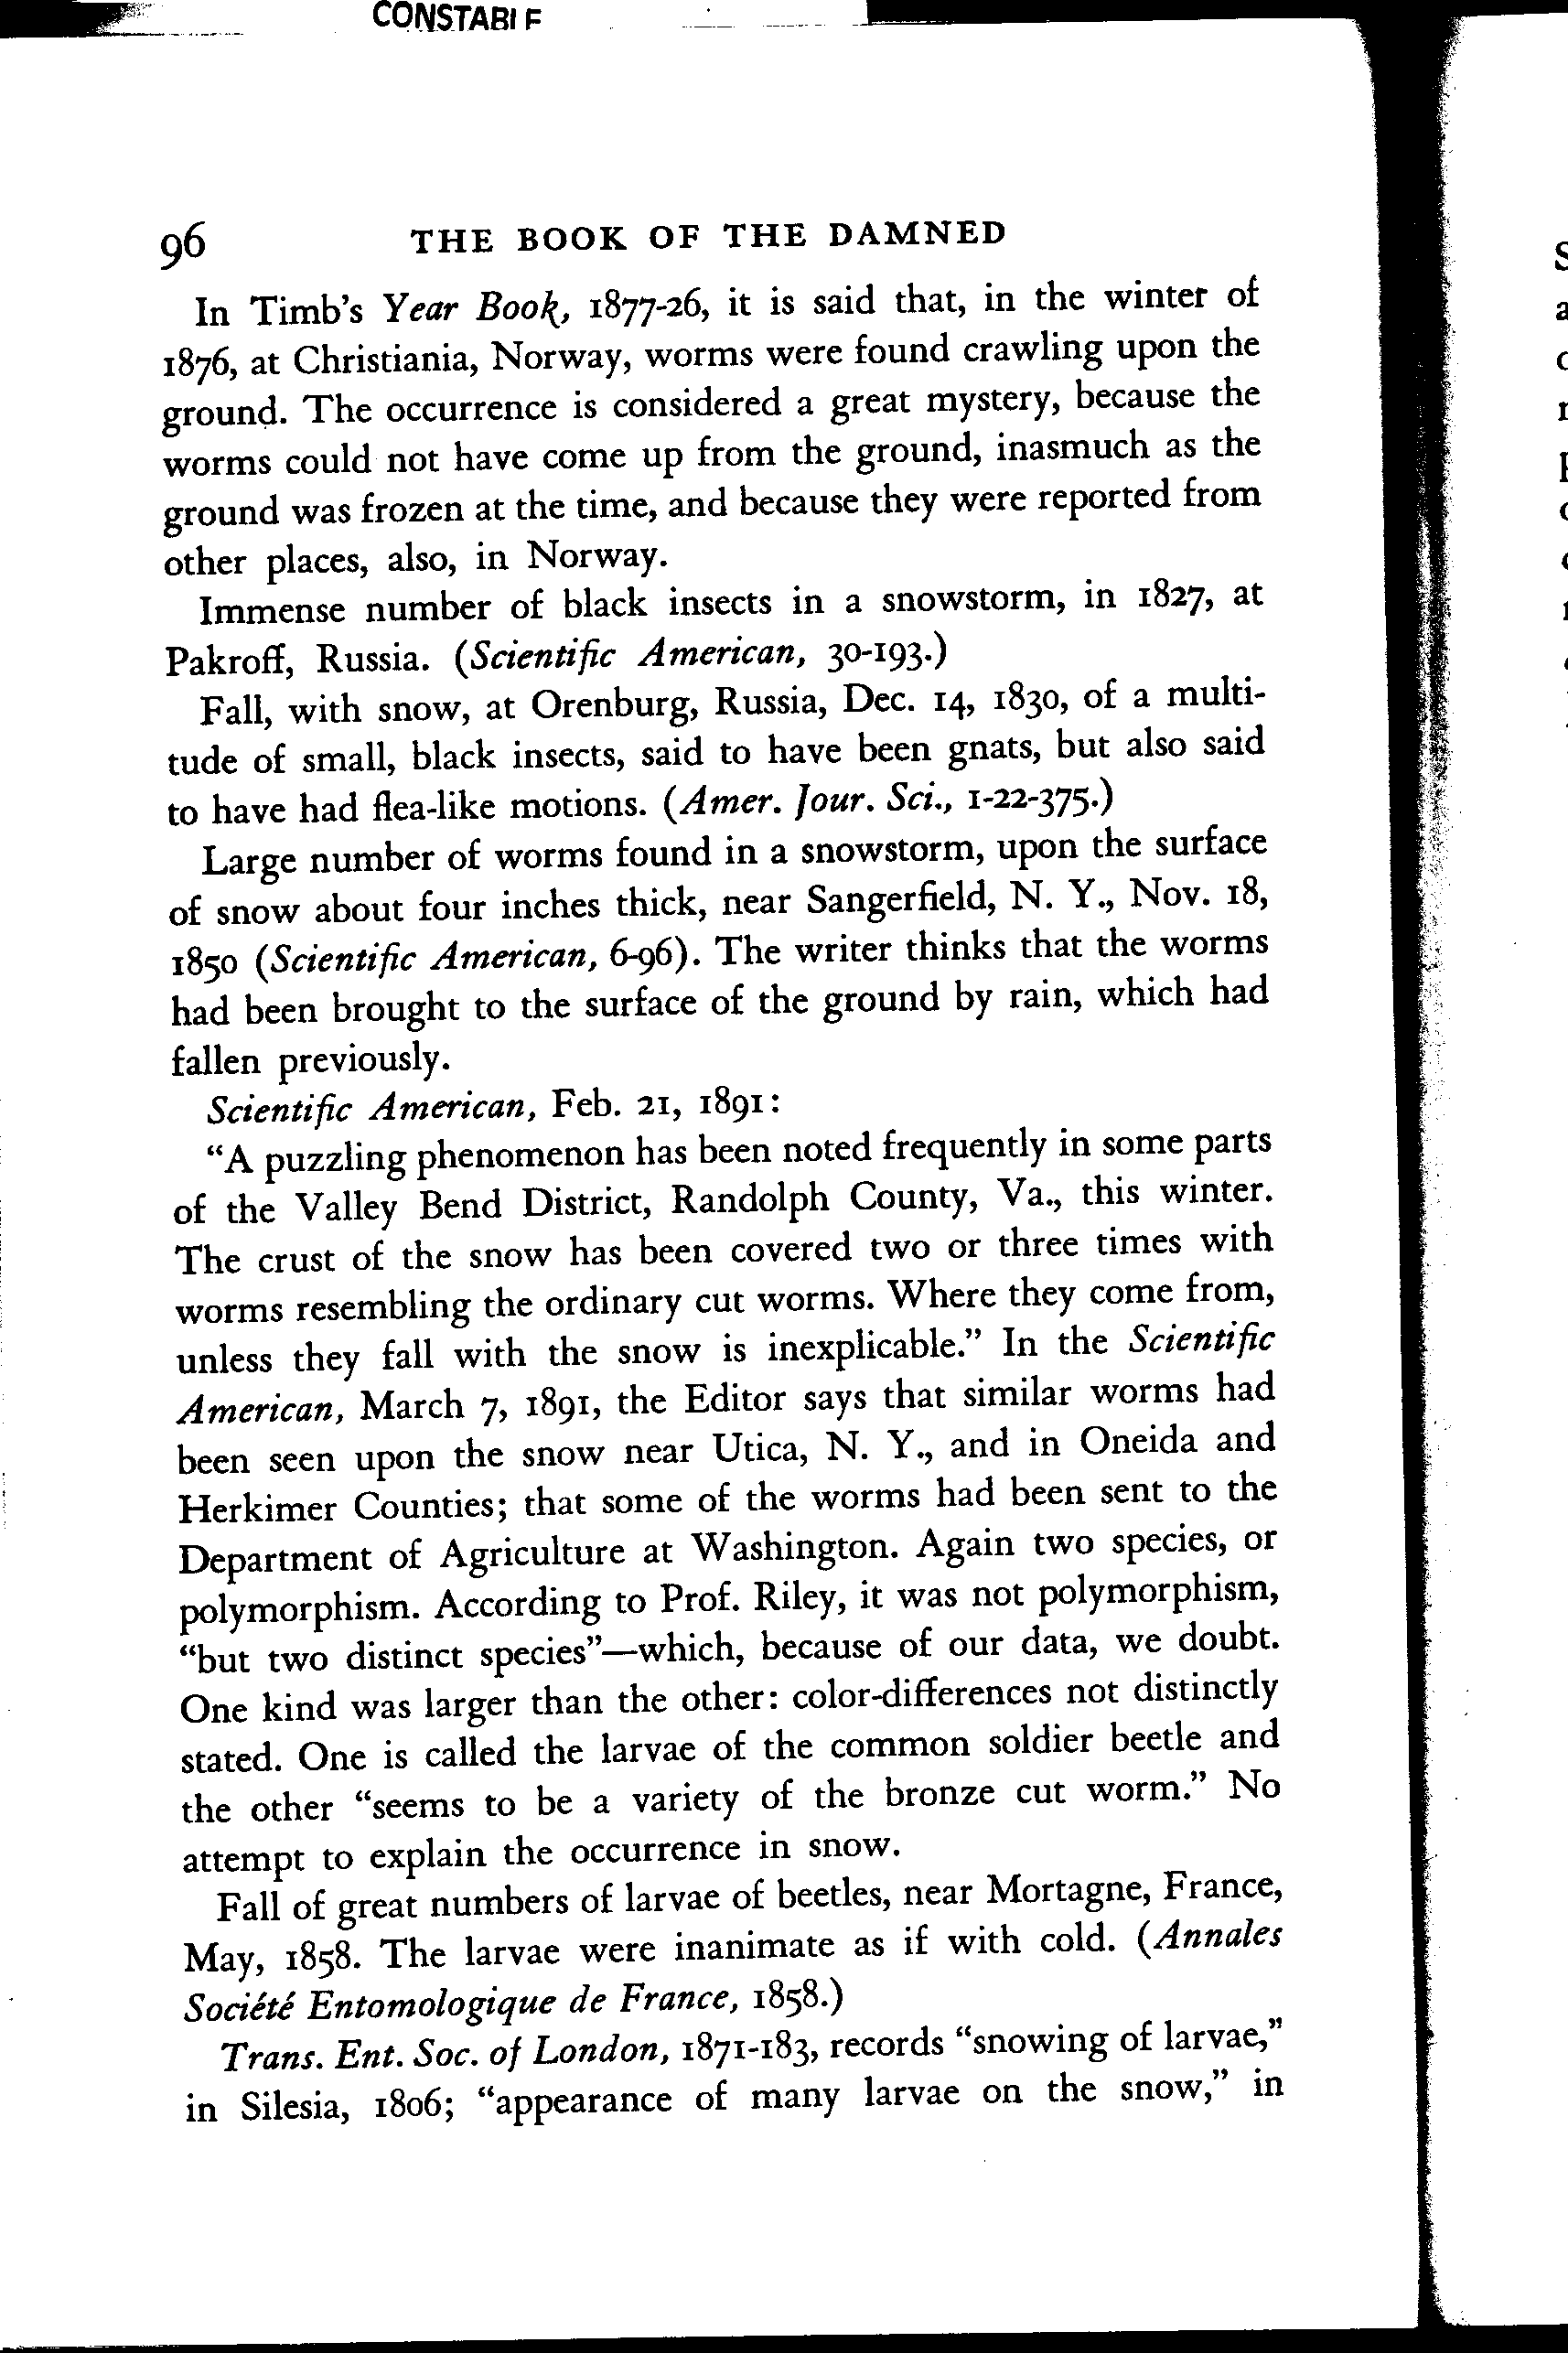 96 THE BOOK OF THE DAMNED
In Timb's Year Book, 1877-26, it is said that, in the winter of
1876, at Christiania, Norway, worms were found crawling upon the
ground. The occurrence is considered a great mystery, because the
worms could not have come up from the ground, inasmuch as the
ground was frozen at the time, and because they were reported from
other places, also, in Norway.
Immense number of black insects in a snowstorm, in 1827, at
Pakroff, Russia. (Scientific American, 30-193.)
Fall, with snow, at Orenburg, Russia, Dec. 14, 1830, of a multi-
tude of small, black insects, said to have been gnats, but also said
to have had flea-like motions. (Amer. Jour. Sci., 1-22-375.)
Large number of worms found in a snowstorm, upon the surface
of snow about four inches thick, near Sangerfield, N. Y., Nov. 18,
1850 (Scientific American, 6-96). The writer thinks that the worms
had been brought to the surface of the ground by rain, which had
fallen previously.
Scientific American, Feb. 21, 1891:
"A puzzling phenomenon has been noted frequently in some parts
of the Valley Bend District, Randolph County, Va., this winter.
The crust of the snow has been covered two or three times with
worms resembling the ordinary cut worms. Where they come from,
unless they fall with the snow is inexplicable." In the Scientific
American, March 7, 1891, the Editor says that similar worms had
been seen upon the snow near Utica, N. Y., and in Oneida and
Herkimer Counties; that some of the worms had been sent to the
Department of Agriculture at Washington. Again two species, or
polymorphism. According to Prof. Riley, it was not polymorphism,
"but two distinct species"—which, because of our data, we doubt.
One kind was larger than the other: color-differences not distinctly
stated. One is called the larvae of the common soldier beetle and
the other "seems to be a variety of the bronze cut worm." No
attempt to explain the occurrence in snow.
Fall of great numbers of larvae of beetles, near Mortagne, France,
May, 1858. The larvae were inanimate as if with cold. (Annales
Société Entomologique de France, 1858.)
Trans. Ent. Soc. of London, 1871-183, records "snowing of larvae,"
in Silesia, 1806; "appearance of many larvae on the snow," in